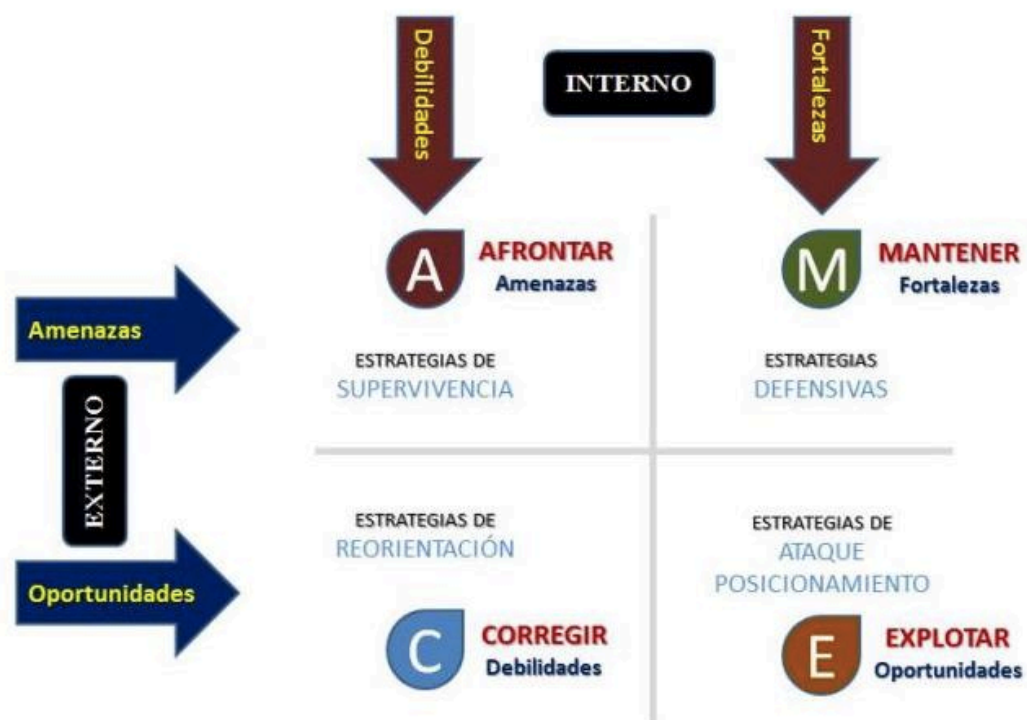 Debilidades
INTERNO
Fortalezas
A
AFRONTAR
Amenazas
M
MANTENER
Fortalezas
Amenazas
ESTRATEGIAS DE
SUPERVIVENCIA
ESTRATEGIAS
DEFENSIVAS
EXTERNO
ESTRATEGIAS DE
REORIENTACIÓN
ESTRATEGIAS DE
ATAQUE
POSICIONAMIENTO
Oportunidades
C
CORREGIR
Debilidades
E
EXPLOTAR
Oportunidades